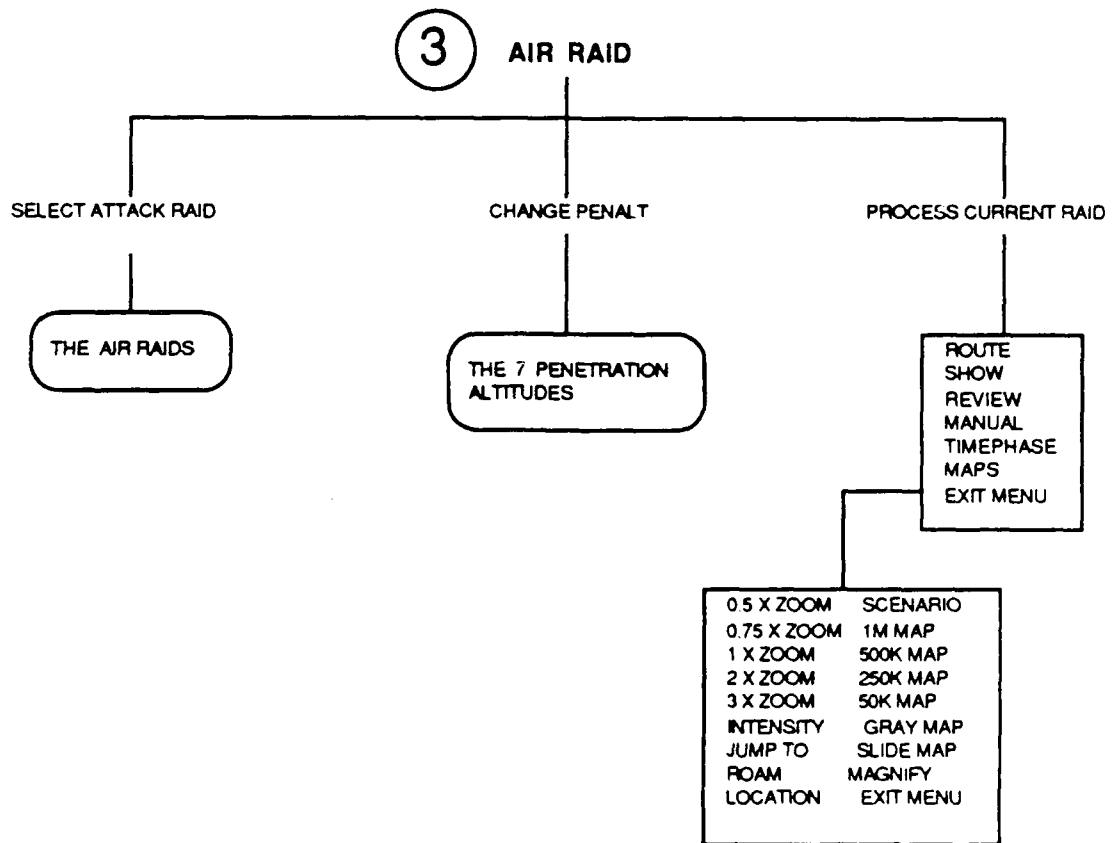 3 AIR RAID
SELECT ATTACK RAID
CHANGE PENALT
PROCESS CURRENT RAID
THE AIR RAIDS
THE 7 PENETRATION
ALTITUDES
ROUTE
SHOW
REVIEW
MANUAL
TIMEPHASE
MAPS
EXIT MENU
0.5 X ZOOM SCENARIO
0.75 X ZOOM 1M MAP
1 X ZOOM 500K MAP
2 X ZOOM 250K MAP
3 X ZOOM 50K MAP
INTENSITY GRAY MAP
JUMP TO SLIDE MAP
ROAM MAGNIFY
LOCATION EXIT MENU